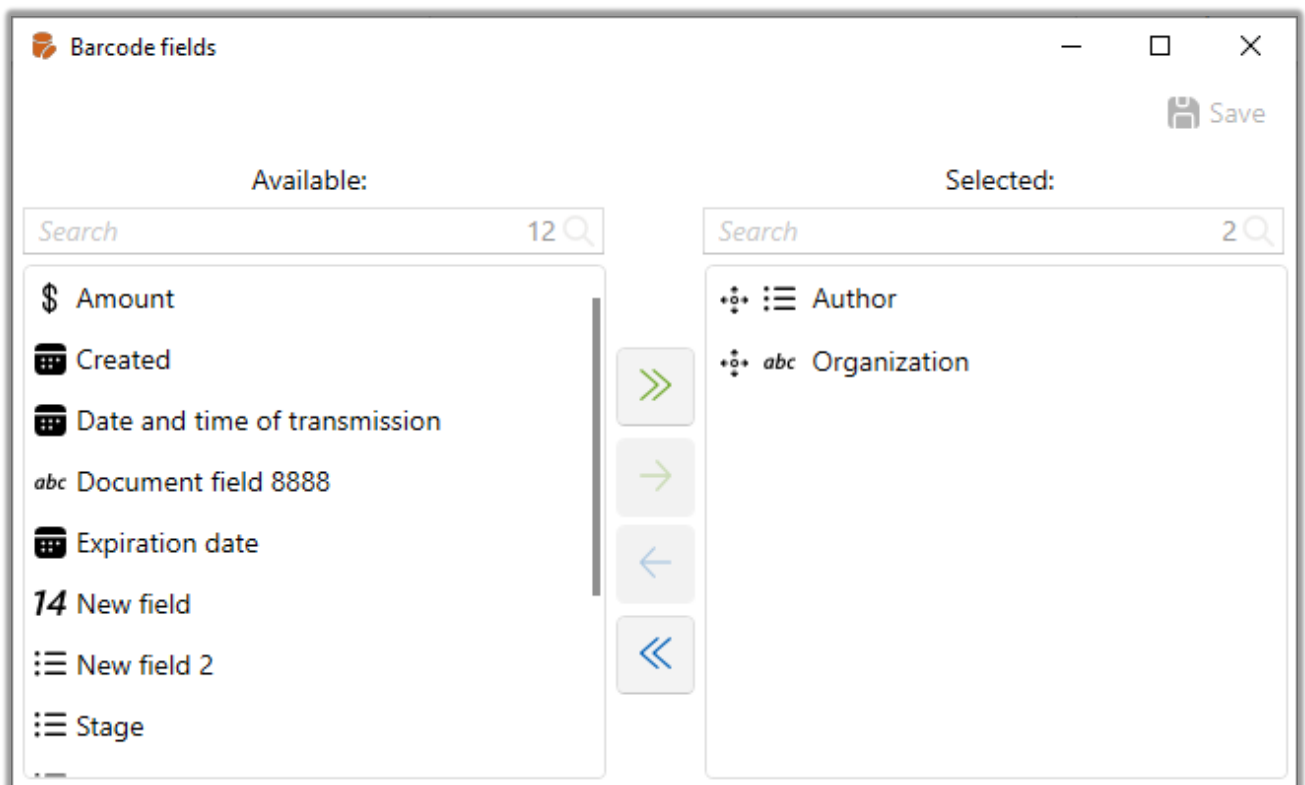 Barcode fields
Save
Available:
Selected:
Search 12
Search 2
$ Amount
Created
Date and time of transmission
abc Document field 8888
Expiration date
14 New field
New field 2
Stage
Author
abc Organization